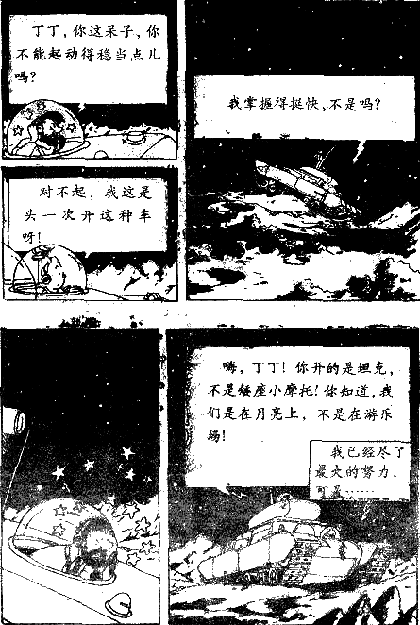 丁丁，你这呆子，你
不能起动得稳当点儿
吗？
对不起，我这是
头一次开这种车
呀！
我掌握得挺快，不是吗？
嗨，丁丁！你开的是坦克，
不是矮座小摩托！你知道，我
们是在月亮上，不是在游乐
场！
我已经尽了
最大的努力，
可是……